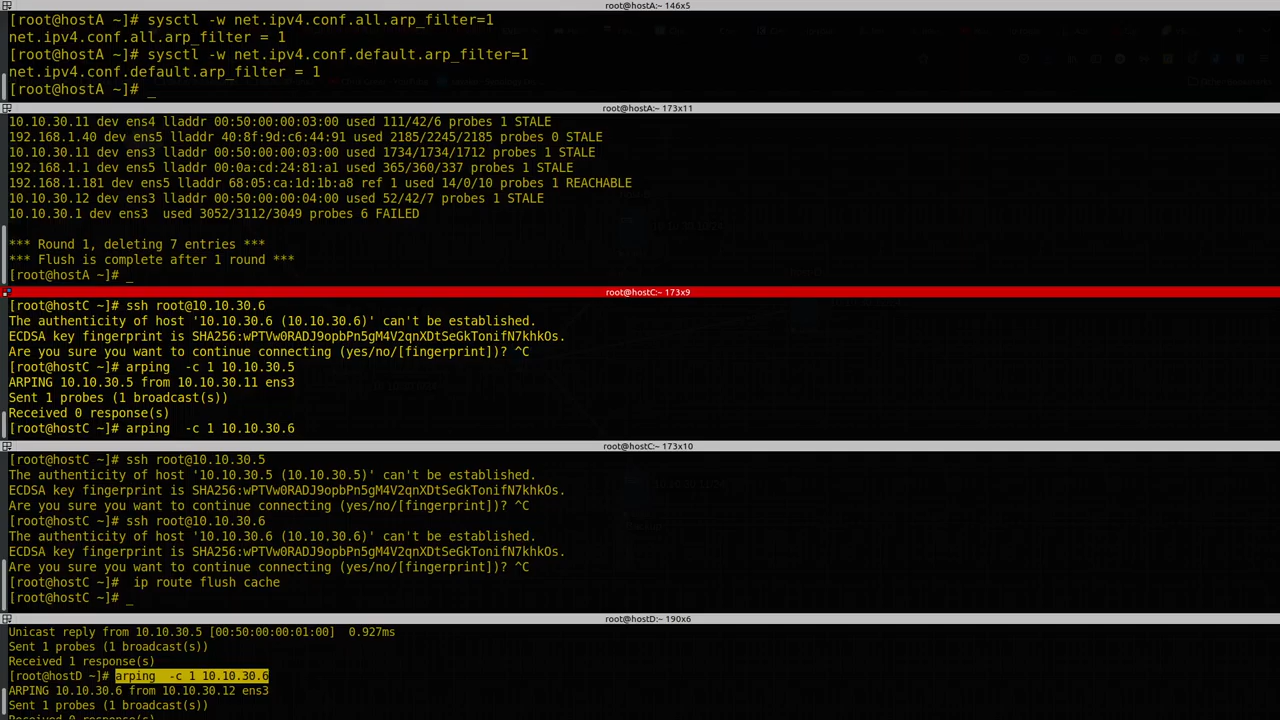 root@hostA: 146x5
[root@hostA ~]# sysctl -w net.ipv4.conf.all.arp_filter=1
net.ipv4.conf.all.arp_filter = 1
[root@hostA ~]# sysctl -w net.ipv4.conf.default.arp_filter=1
net.ipv4.conf.default.arp_filter = 1
[root@hostA ~]# _
root@hostA:~ 173x11
10.10.30.11 dev ens4 lladdr 00:50:00:00:03:00 used 111/42/6 probes 1 STALE
192.168.1.40 dev ens5 lladdr 40:8f:9d:c6:44:91 used 2185/2245/2185 probes 0 STALE
10.10.30.11 dev ens3 lladdr 00:50:00:00:03:00 used 1734/1734/1712 probes 1 STALE
192.168.1.1 dev ens5 lladdr 00:0a:cd:24:81:a1 used 365/360/337 probes 1 STALE
192.168.1.181 dev ens5 lladdr 68:05:ca:1d:1b:a8 ref 1 used 14/0/10 probes 1 REACHABLE
10.10.30.12 dev ens3 lladdr 00:50:00:00:04:00 used 52/42/7 probes 1 STALE
10.10.30.1 dev ens3  used 3052/3112/3049 probes 6 FAILED
*** Round 1, deleting 7 entries ***
*** Flush is complete after 1 round ***
[root@hostA ~]# _
root@hostC:~ 173x9
[root@hostC ~]# ssh root@10.10.30.6
The authenticity of host '10.10.30.6 (10.10.30.6)' can't be established.
ECDSA key fingerprint is SHA256:wPTVw0RADJ9opbPn5gM4V2qnXDtSeGkTonifN7khkOs.
Are you sure you want to continue connecting (yes/no/[fingerprint])? ^C
[root@hostC ~]# arping  -c 1 10.10.30.5
ARPING 10.10.30.5 from 10.10.30.11 ens3
Sent 1 probes (1 broadcast(s))
Received 0 response(s)
[root@hostC ~]# arping  -c 1 10.10.30.6
root@hostC:~ 173x10
[root@hostC ~]# ssh root@10.10.30.5
The authenticity of host '10.10.30.5 (10.10.30.5)' can't be established.
ECDSA key fingerprint is SHA256:wPTVw0RADJ9opbPn5gM4V2qnXDtSeGkTonifN7khkOs.
Are you sure you want to continue connecting (yes/no/[fingerprint])? ^C
[root@hostC ~]# ssh root@10.10.30.6
The authenticity of host '10.10.30.6 (10.10.30.6)' can't be established.
ECDSA key fingerprint is SHA256:wPTVw0RADJ9opbPn5gM4V2qnXDtSeGkTonifN7khkOs.
Are you sure you want to continue connecting (yes/no/[fingerprint])? ^C
[root@hostC ~]#  ip route flush cache
[root@hostC ~]# _
root@hostD:~ 190x6
Unicast reply from 10.10.30.5 [00:50:00:00:01:00]  0.927ms
Sent 1 probes (1 broadcast(s))
Received 1 response(s)
[root@hostD ~]# arping  -c 1 10.10.30.6
ARPING 10.10.30.6 from 10.10.30.12 ens3
Sent 1 probes (1 broadcast(s))
Received 0 response(s)